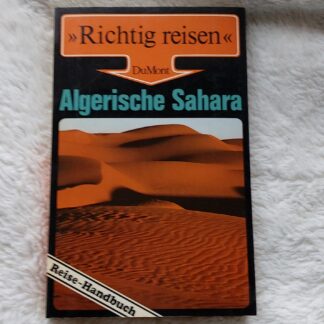 »Richtig reisen«
DuMont
Algerische Sahara
Reise-Handbuch